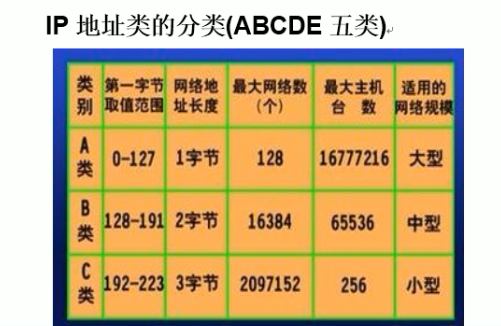 IP 地址类的分类(ABCDE 五类)
类别 第一字节取值范围 网络地址长度 最大网络数(个) 最大主机台 数 适用的网络规模
A类 0-127 1字节 128 16777216 大型
B类 128-191 2字节 16384 65536 中型
C类 192-223 3字节 2097152 256 小型